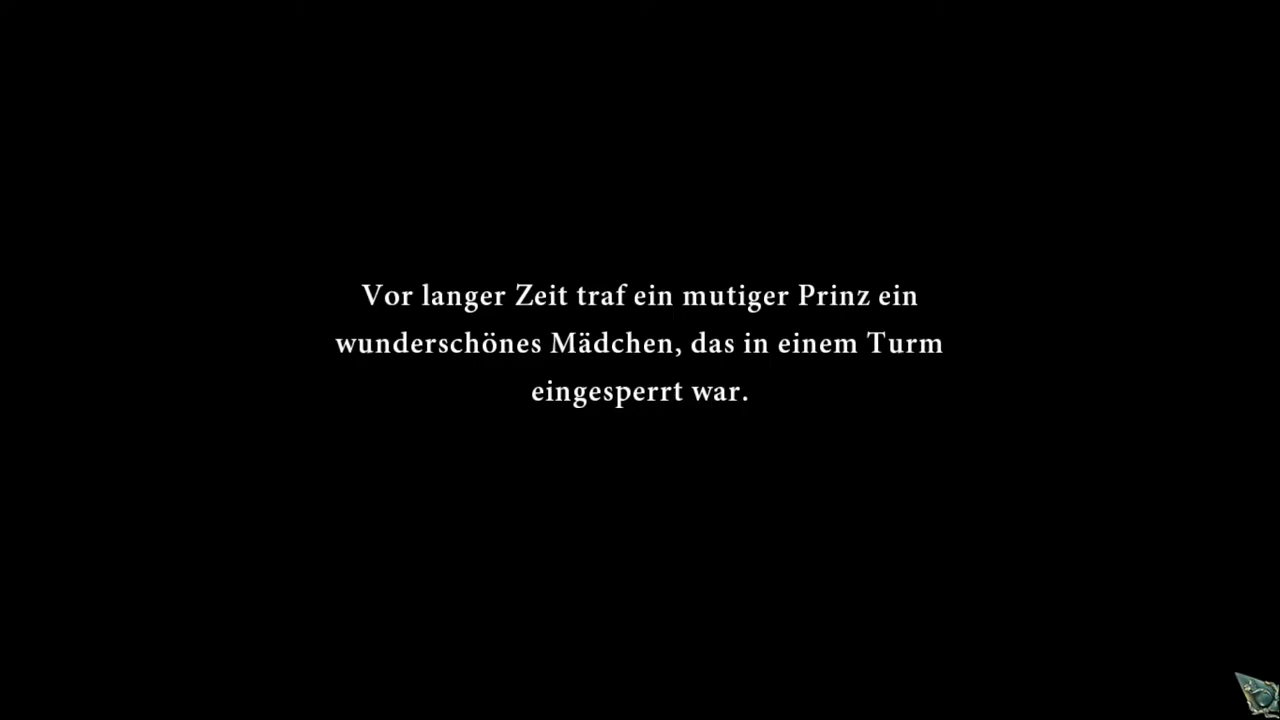 Vor langer Zeit traf ein mutiger Prinz ein
wunderschönes Mädchen, das in einem Turm
eingesperrt war.